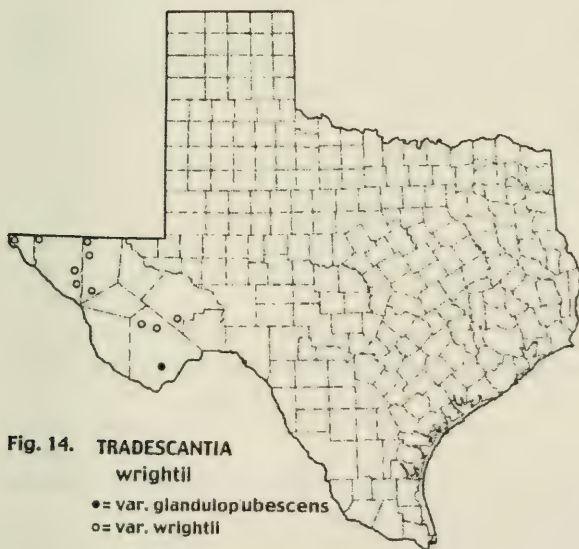 Fig. 14. TRADESCANTIA
wrightii
●= var. glandulopubescens
○= var. wrightii